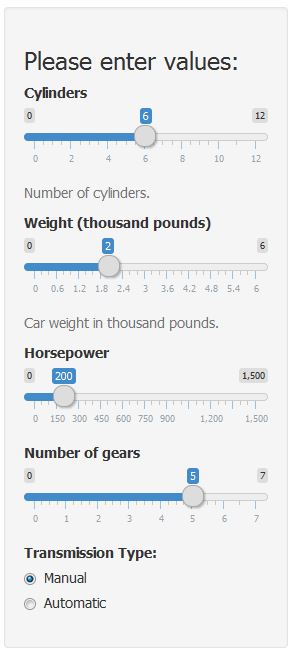 Please enter values:
Cylinders
0 6 12
0 2 4 6 8 10 12
Number of cylinders.
Weight (thousand pounds)
0 2 6
0 0.6 1.2 1.8 2.4 3 3.6 4.2 4.8 5.4 6
Car weight in thousand pounds.
Horsepower
0 200 1,500
0 150 300 450 600 750 900 1,200 1,500
Number of gears
0 5 7
0 1 2 3 4 5 6 7
Transmission Type:
Manual
Automatic